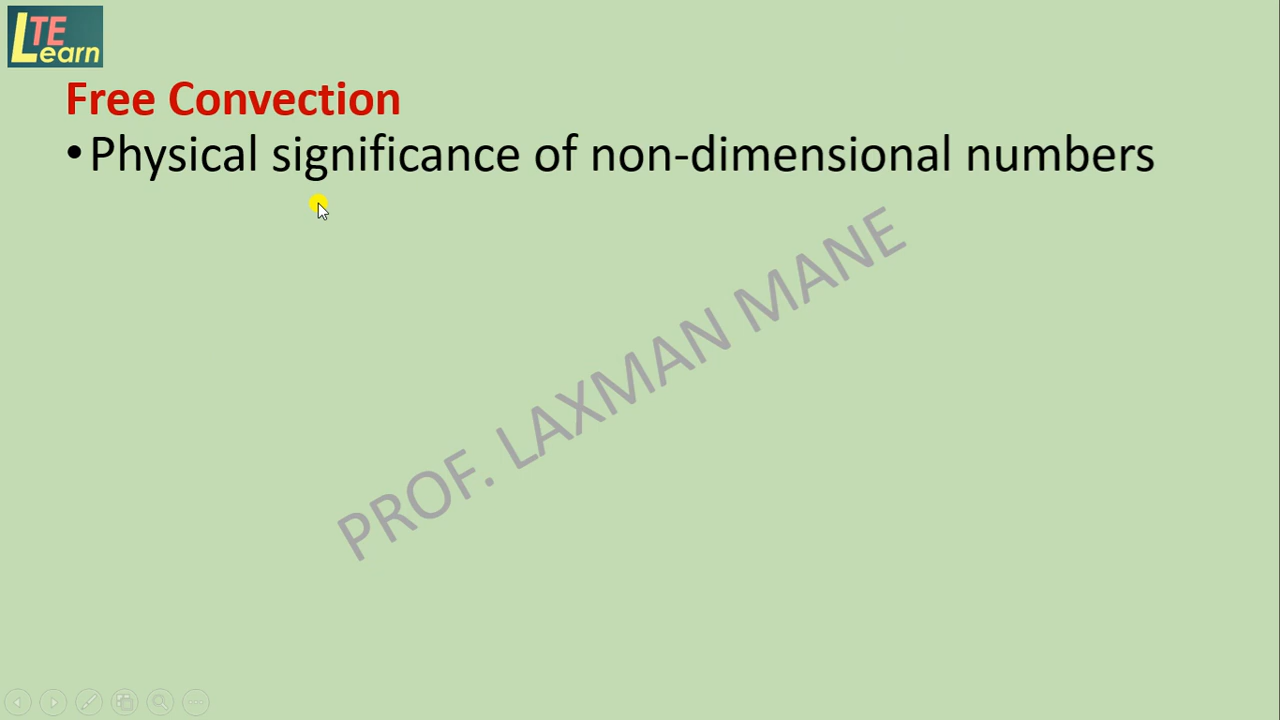 LTE
Learn
Free Convection
•Physical significance of non-dimensional numbers
PROF. LAXMAN MANE